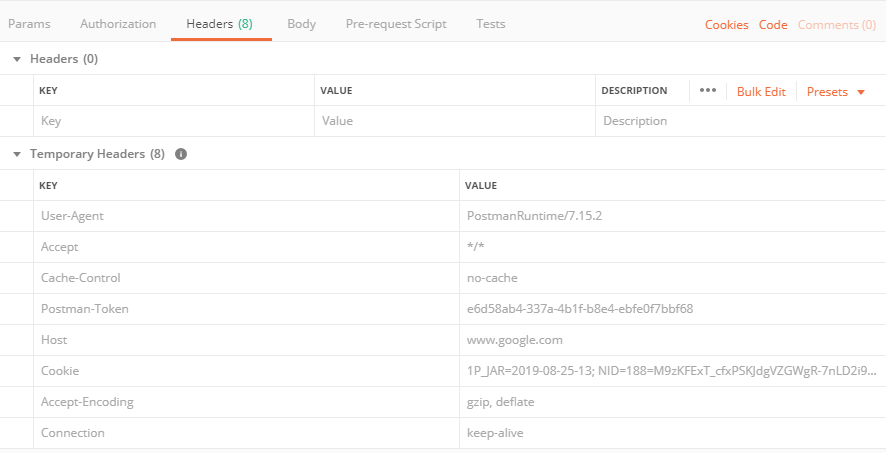 Params Authorization Headers (8) Body Pre-request Script Tests Cookies Code Comments (0)
Headers (0)
KEY VALUE DESCRIPTION ••• Bulk Edit Presets
Key Value Description
Temporary Headers (8) i
KEY VALUE
User-Agent PostmanRuntime/7.15.2
Accept */*
Cache-Control no-cache
Postman-Token e6d58ab4-337a-4b1f-b8e4-ebfe0f7bbf68
Host www.google.com
Cookie 1P_JAR=2019-08-25-13; NID=188=M9zKFExT_cfxPSKJdgVZGWgR-7nLD2i9...
Accept-Encoding gzip, deflate
Connection keep-alive